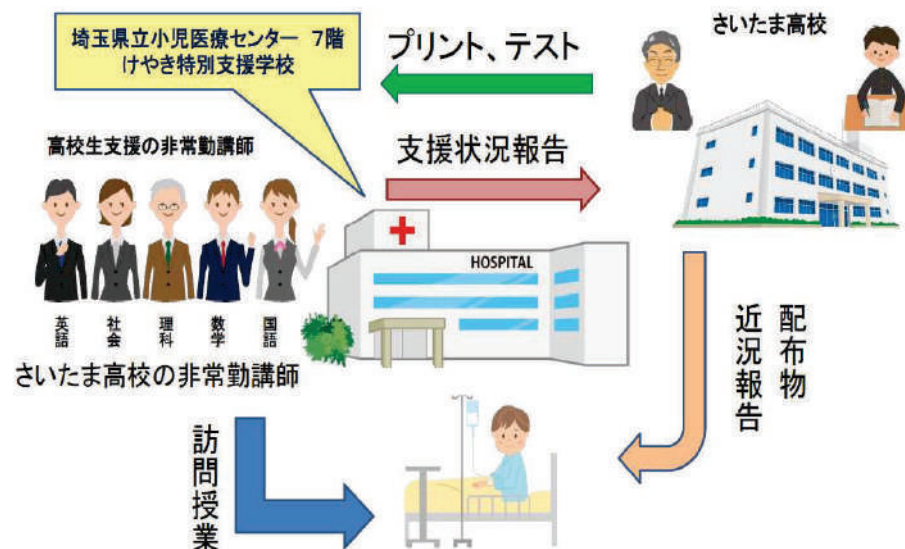 埼玉県立小児医療センター 7階
けやき特別支援学校
プリント、テスト
さいたま高校
高校生支援の非常勤講師
支援状況報告
HOSPITAL
英語
社会
理科
数学
国語
さいたま高校の非常勤講師
配布物
近況報告
訪問授業